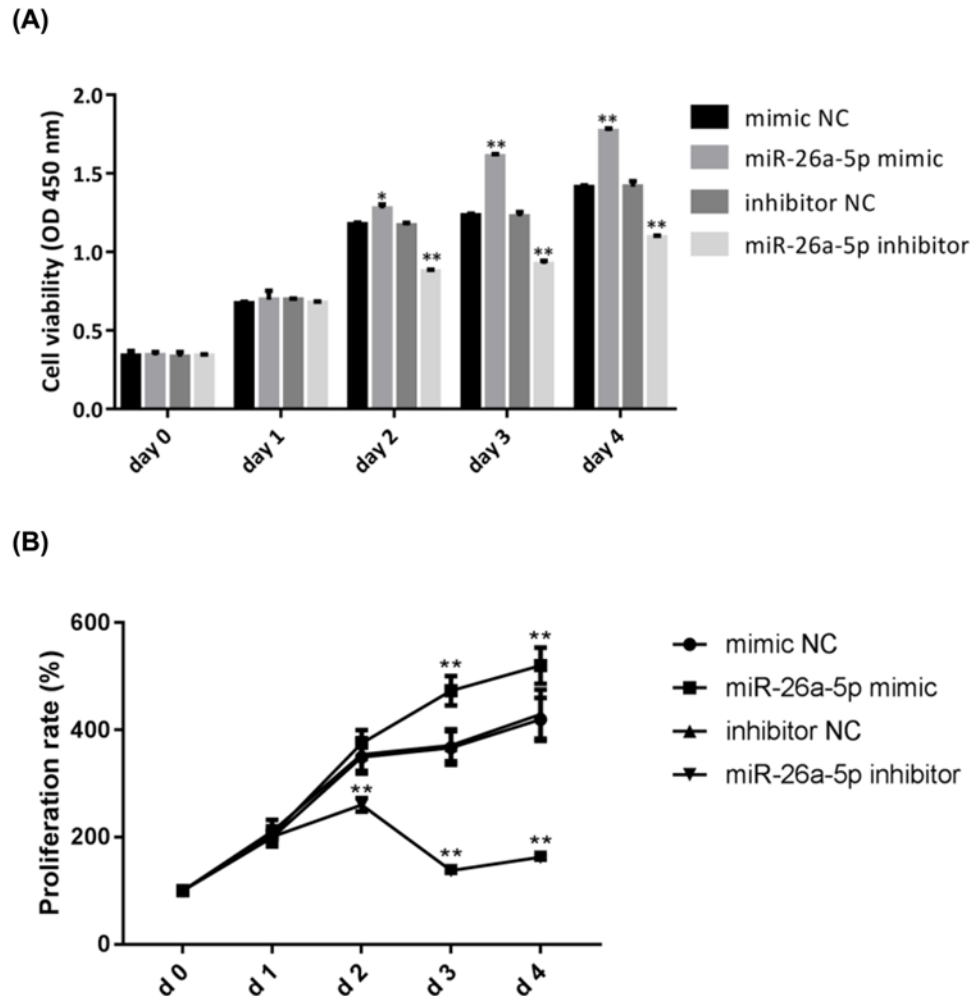 (A)
Cell viability (OD 450 nm)
2.0
1.5
1.0
0.5
0.0
*
**
**
**
**
**
day 0
day 1
day 2
day 3
day 4
mimic NC
miR-26a-5p mimic
inhibitor NC
miR-26a-5p inhibitor
(B)
Proliferation rate (%)
600
400
200
0
**
**
**
**
**
d 0
d 1
d 2
d 3
d 4
mimic NC
miR-26a-5p mimic
inhibitor NC
miR-26a-5p inhibitor